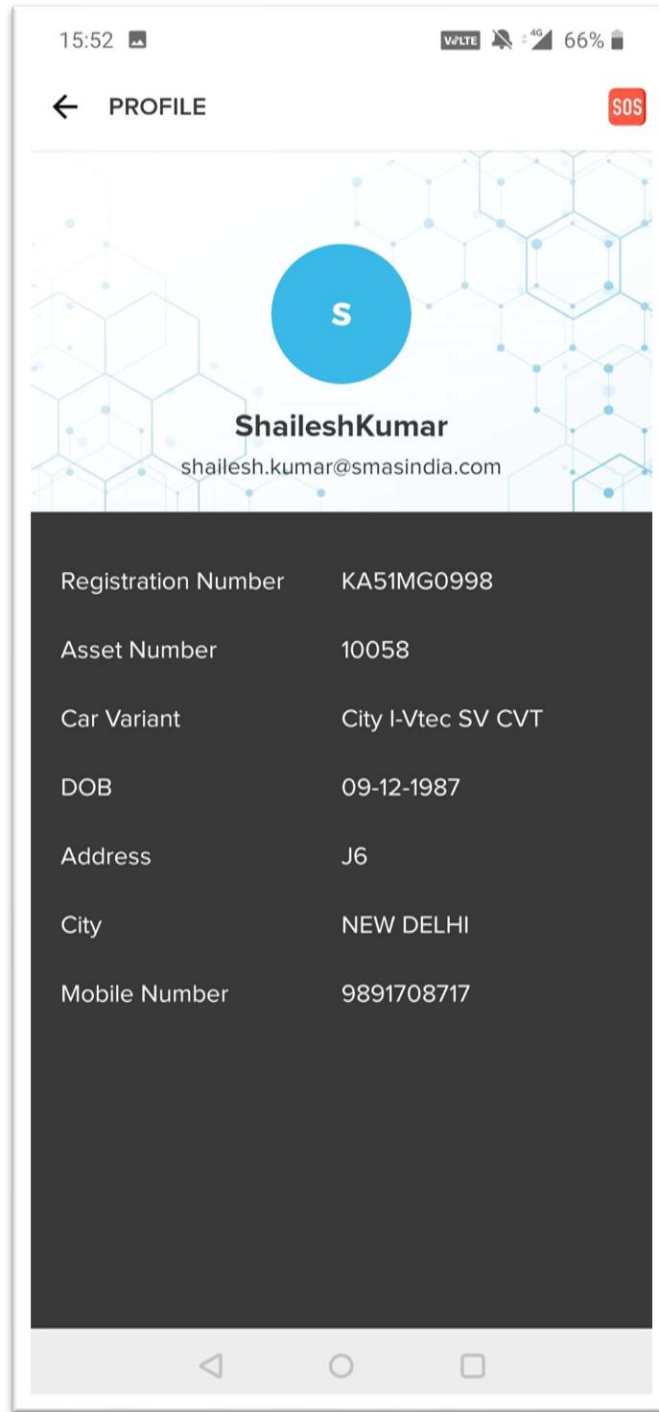 15:52 VoLTE 4G 66%
PROFILE SOS
S
ShaileshKumar
shailesh.kumar@smasindia.com
Registration Number KA51MG0998
Asset Number 10058
Car Variant City I-Vtec SV CVT
DOB 09-12-1987
Address J6
City NEW DELHI
Mobile Number 9891708717